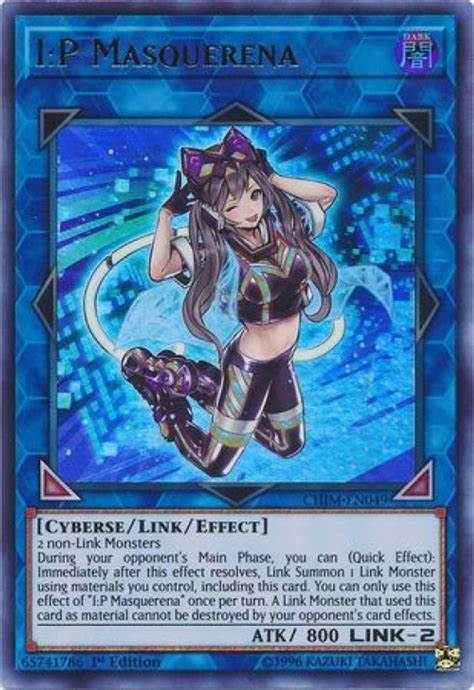 I:P MASQUERENA
DARK
闇
CHIM-EN049
[CYBERSE/LINK/EFFECT]
2 non-Link Monsters
During your opponent's Main Phase, you can (Quick Effect):
Immediately after this effect resolves, Link Summon 1 Link Monster
using materials you control, including this card. You can only use this
effect of "I:P Masquerena" once per turn. A Link Monster that used this
card as material cannot be destroyed by your opponent's card effects.
ATK/ 800 LINK-2
65741786 1st Edition ©1996 KAZUKI TAKAHASHI